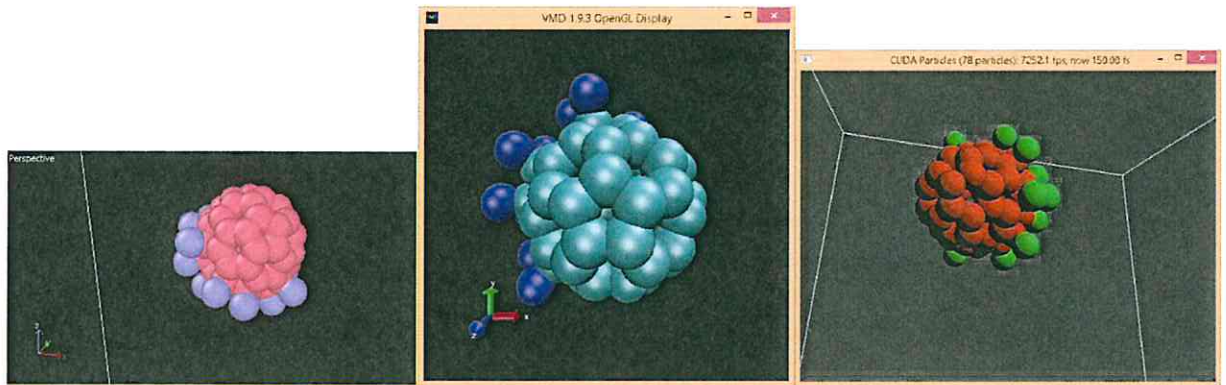 Perspective
VMD 1.9.3 OpenGL Display
y
x
z
CUDA Particles (78 particles): 7252.1 fps, now 150.00 fs